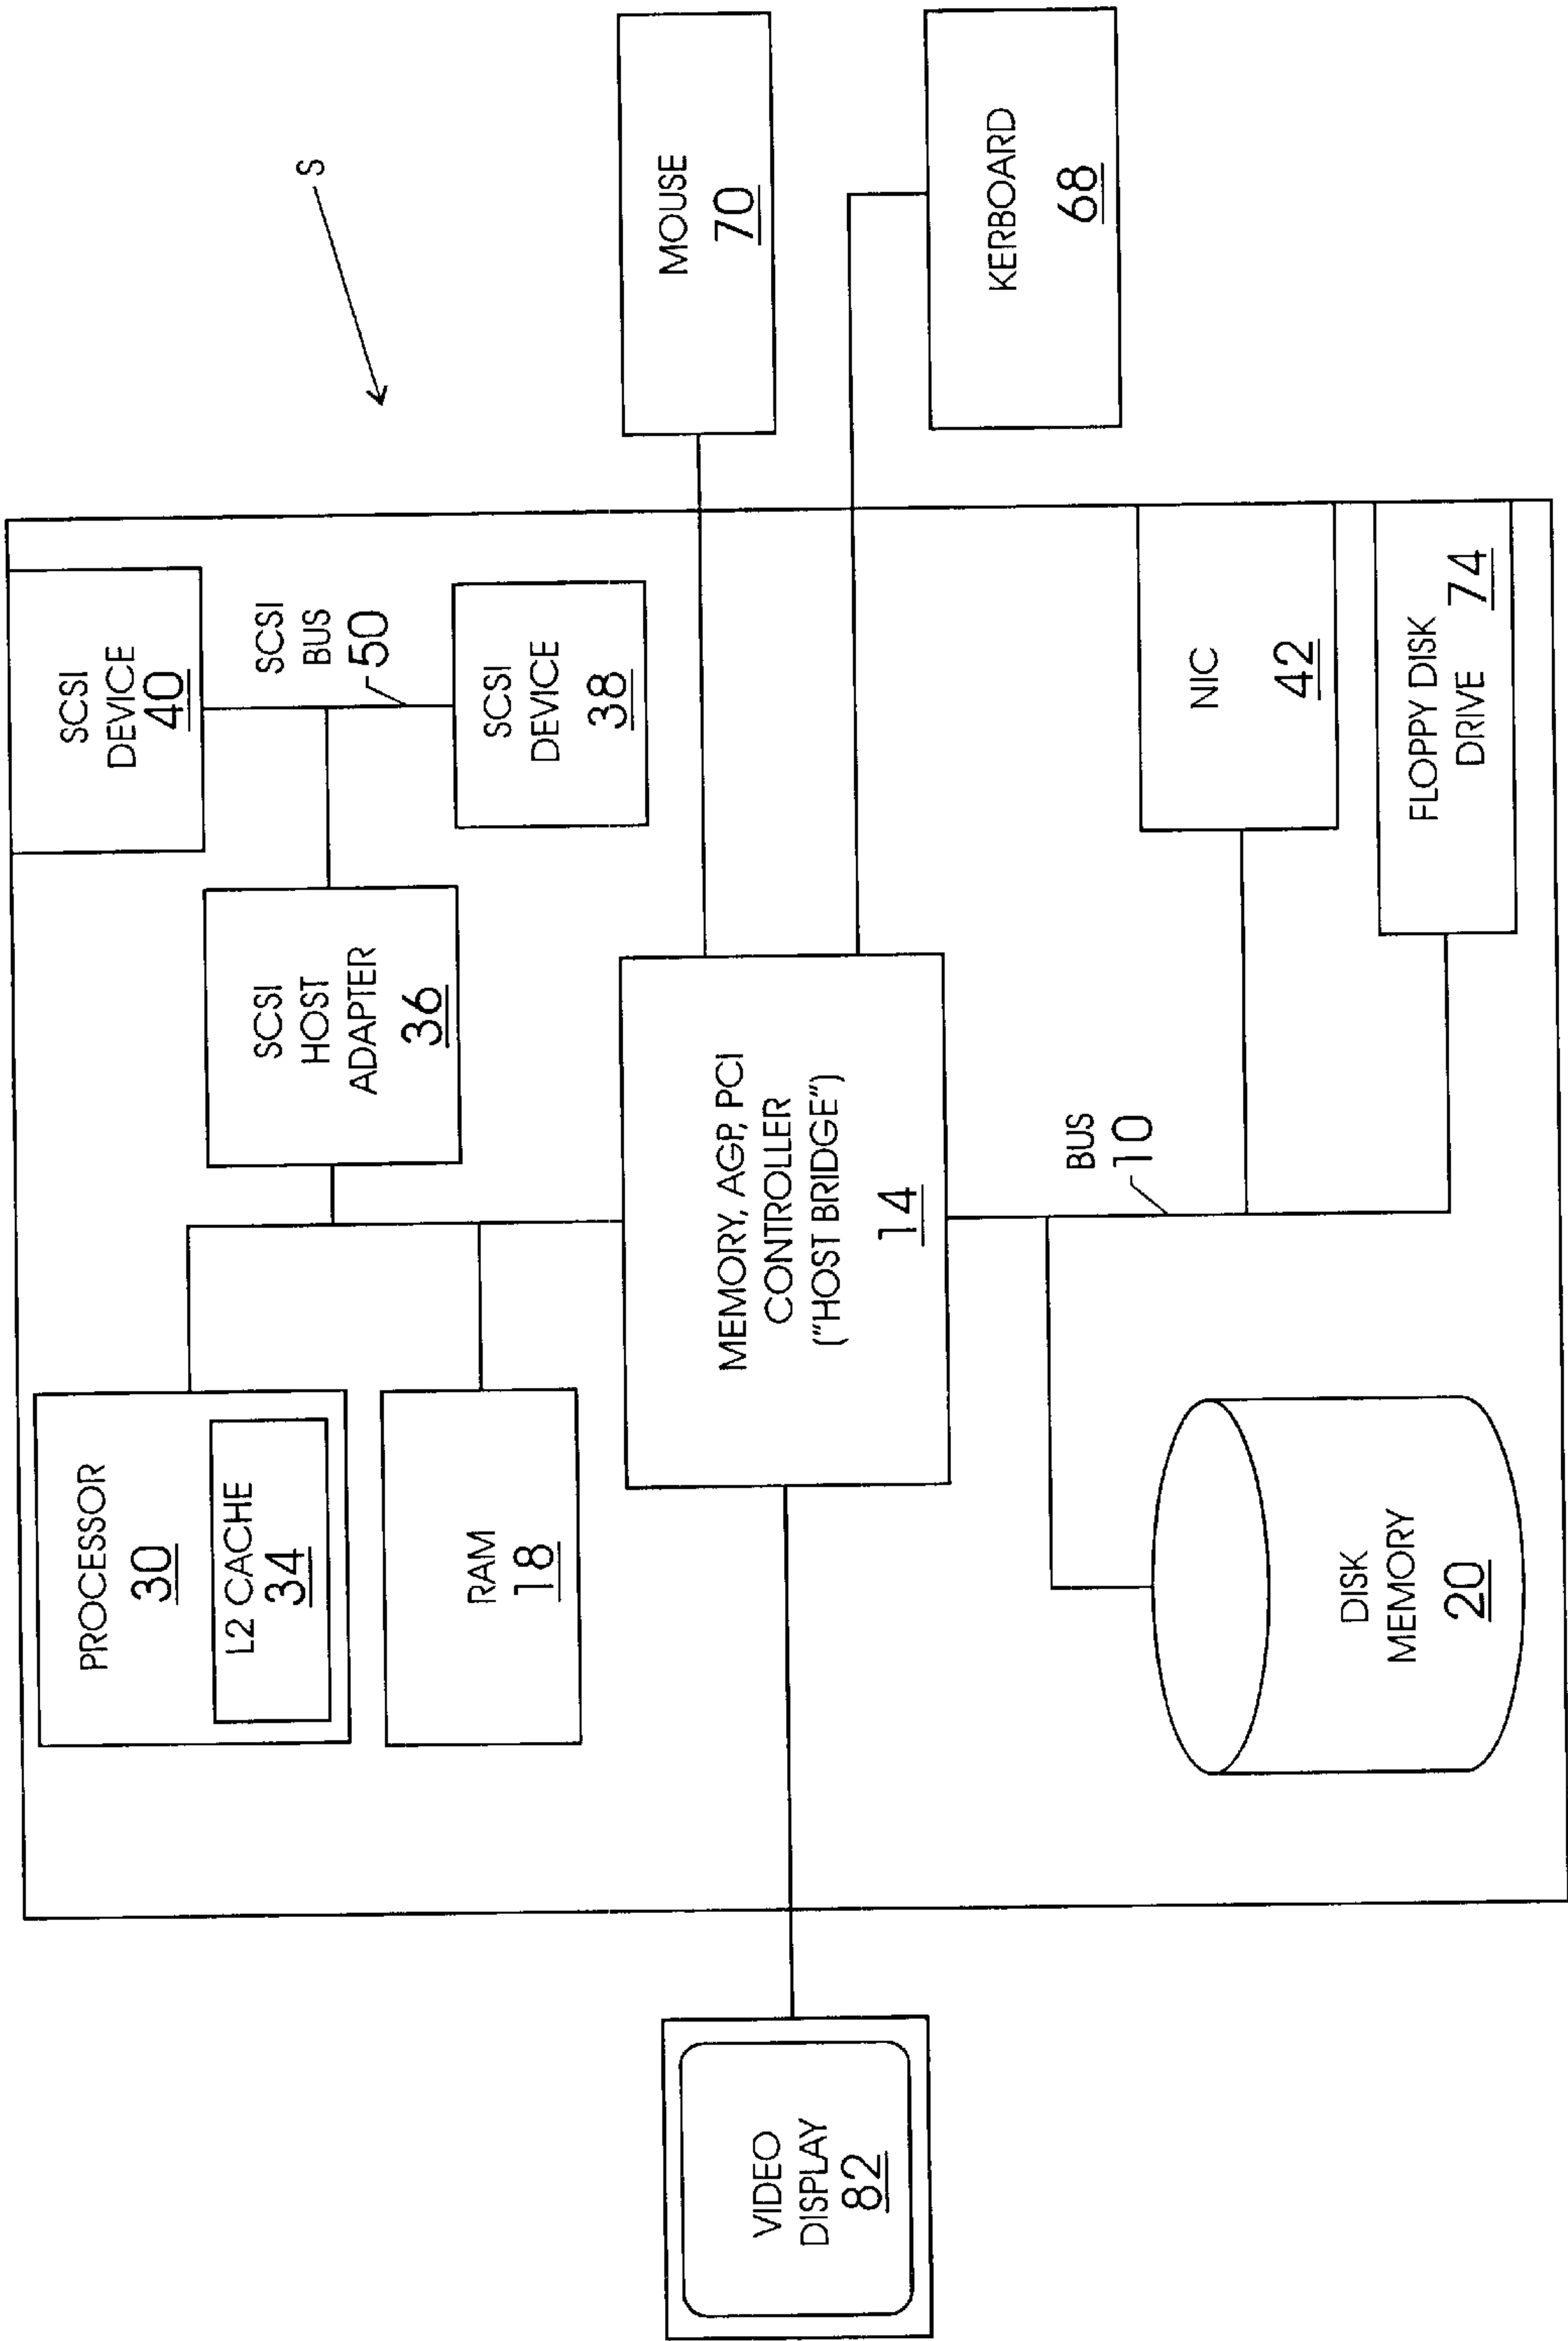 S
PROCESSOR
30
L2 CACHE
34
RAM
18
SCSI
HOST
ADAPTER
36
SCSI
DEVICE
40
SCSI
BUS
50
SCSI
DEVICE
38
VIDEO
DISPLAY
82
MEMORY, AGP, PCI
CONTROLLER
("HOST BRIDGE")
14
MOUSE
70
KERBOARD
68
BUS
10
DISK
MEMORY
20
NIC
42
FLOPPY DISK
DRIVE 74